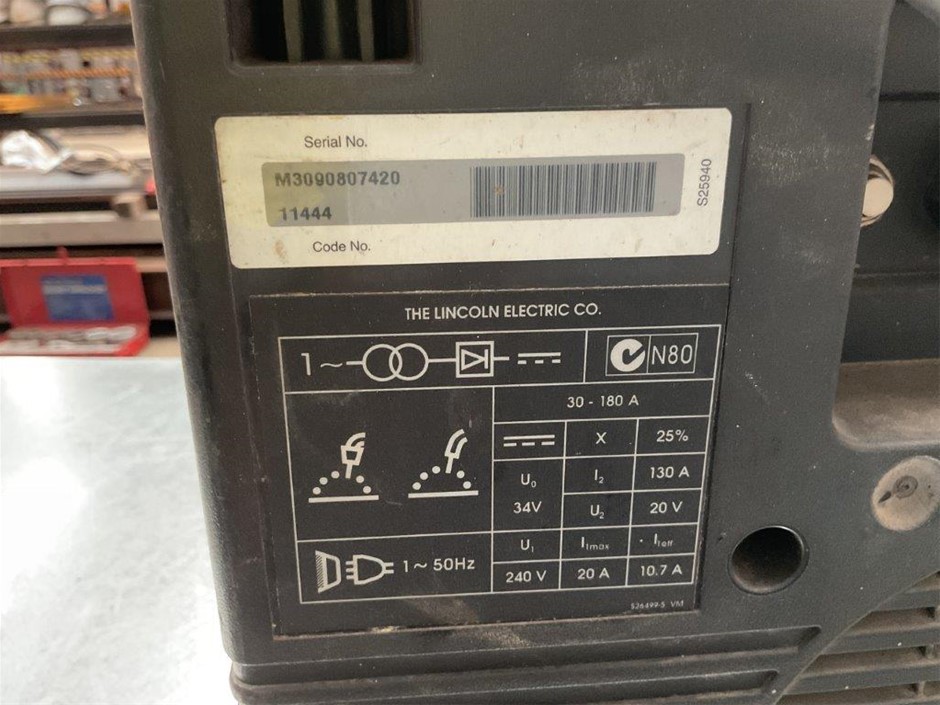 Serial No.
M3090807420
11444
Code No.
S25940
THE LINCOLN ELECTRIC CO.
1~
N80
30 - 180 A
X 25%
U₀ I₂ 130 A
34V U₂ 20 V
1~ 50Hz
U₁ I₁max I₁eff
240 V 20 A 10.7 A
S26499-5 VM